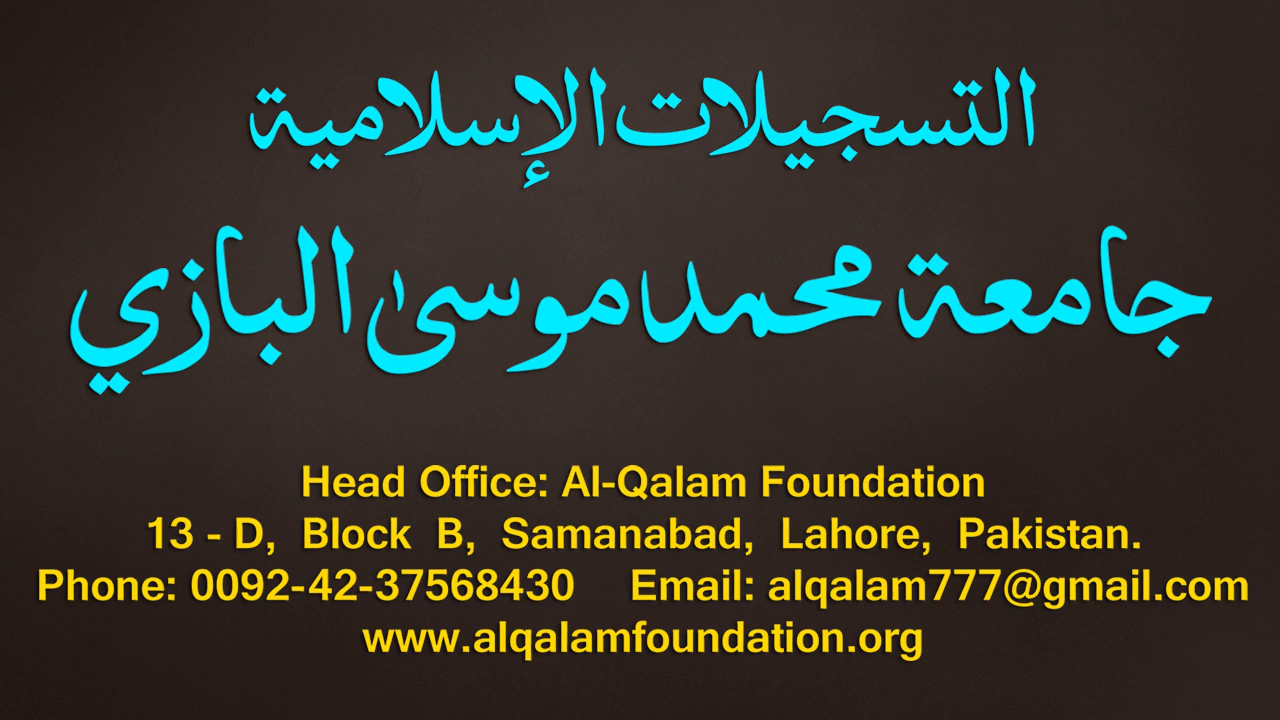 التسجيلات الإسلامية
جامعة محمد موسىٰ البازي
Head Office: Al-Qalam Foundation
13 - D, Block B, Samanabad, Lahore, Pakistan.
Phone: 0092-42-37568430 Email: alqalam777@gmail.com
www.alqalamfoundation.org